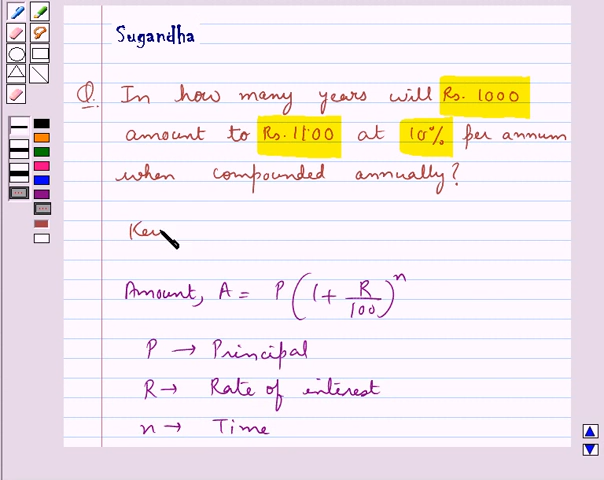 Sugandha
Q. In how many years will Rs. 1000
amount to Rs. 1100 at 10% per annum
when compounded annually?
Key
Amount, A = P(1 + R/100)^n
P → Principal
R → Rate of interest
n → Time